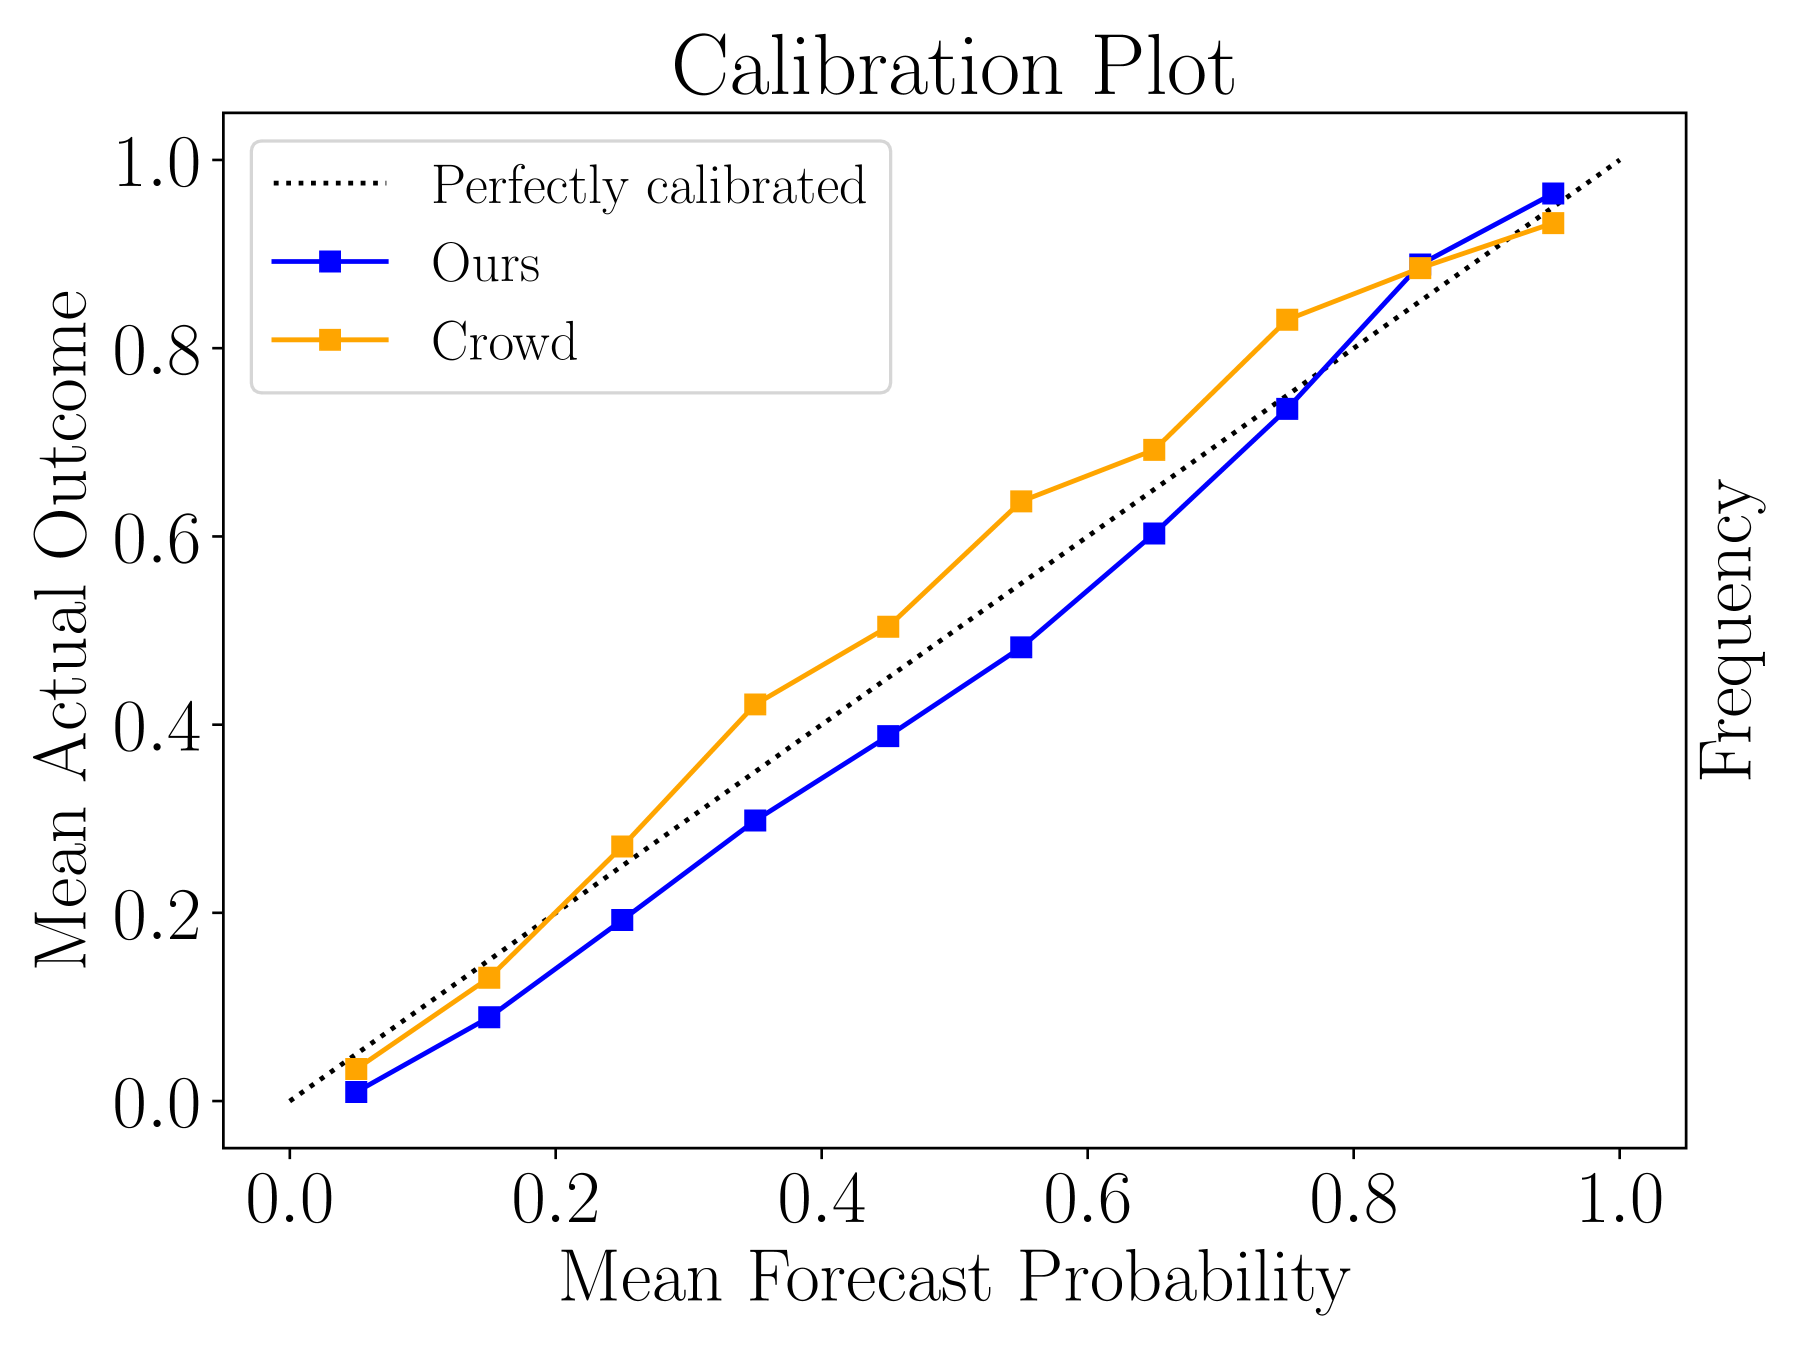 Calibration Plot
Perfectly calibrated
Ours
Crowd
1.0
0.8
0.6
0.4
0.2
0.0
Mean Actual Outcome
Frequency
0.0 0.2 0.4 0.6 0.8 1.0
Mean Forecast Probability